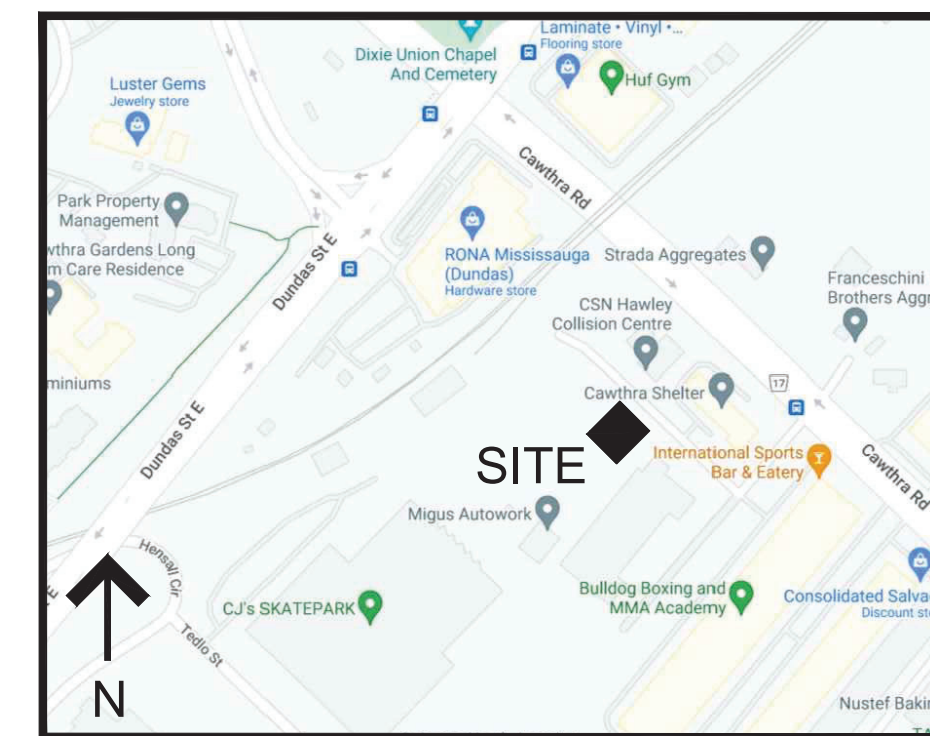 Laminate • Vinyl •...
Flooring store
Dixie Union Chapel
And Cemetery
Huf Gym
Luster Gems
Jewelry store
Cawthra Rd
Park Property
Management
wthra Gardens Long
m Care Residence
Dundas St E
RONA Mississauga
(Dundas)
Hardware store
Strada Aggregates
Franceschini
Brothers Aggr
CSN Hawley
Collision Centre
miniums
17
Cawthra Shelter
Dundas St E
SITE
International Sports
Bar & Eatery
Cawthra Rd
Migus Autowork
Hensall Cir
Bulldog Boxing and
MMA Academy
Consolidated Salva
Discount sto
CJ's SKATEPARK
Tedlo St
N
Nustef Bakin